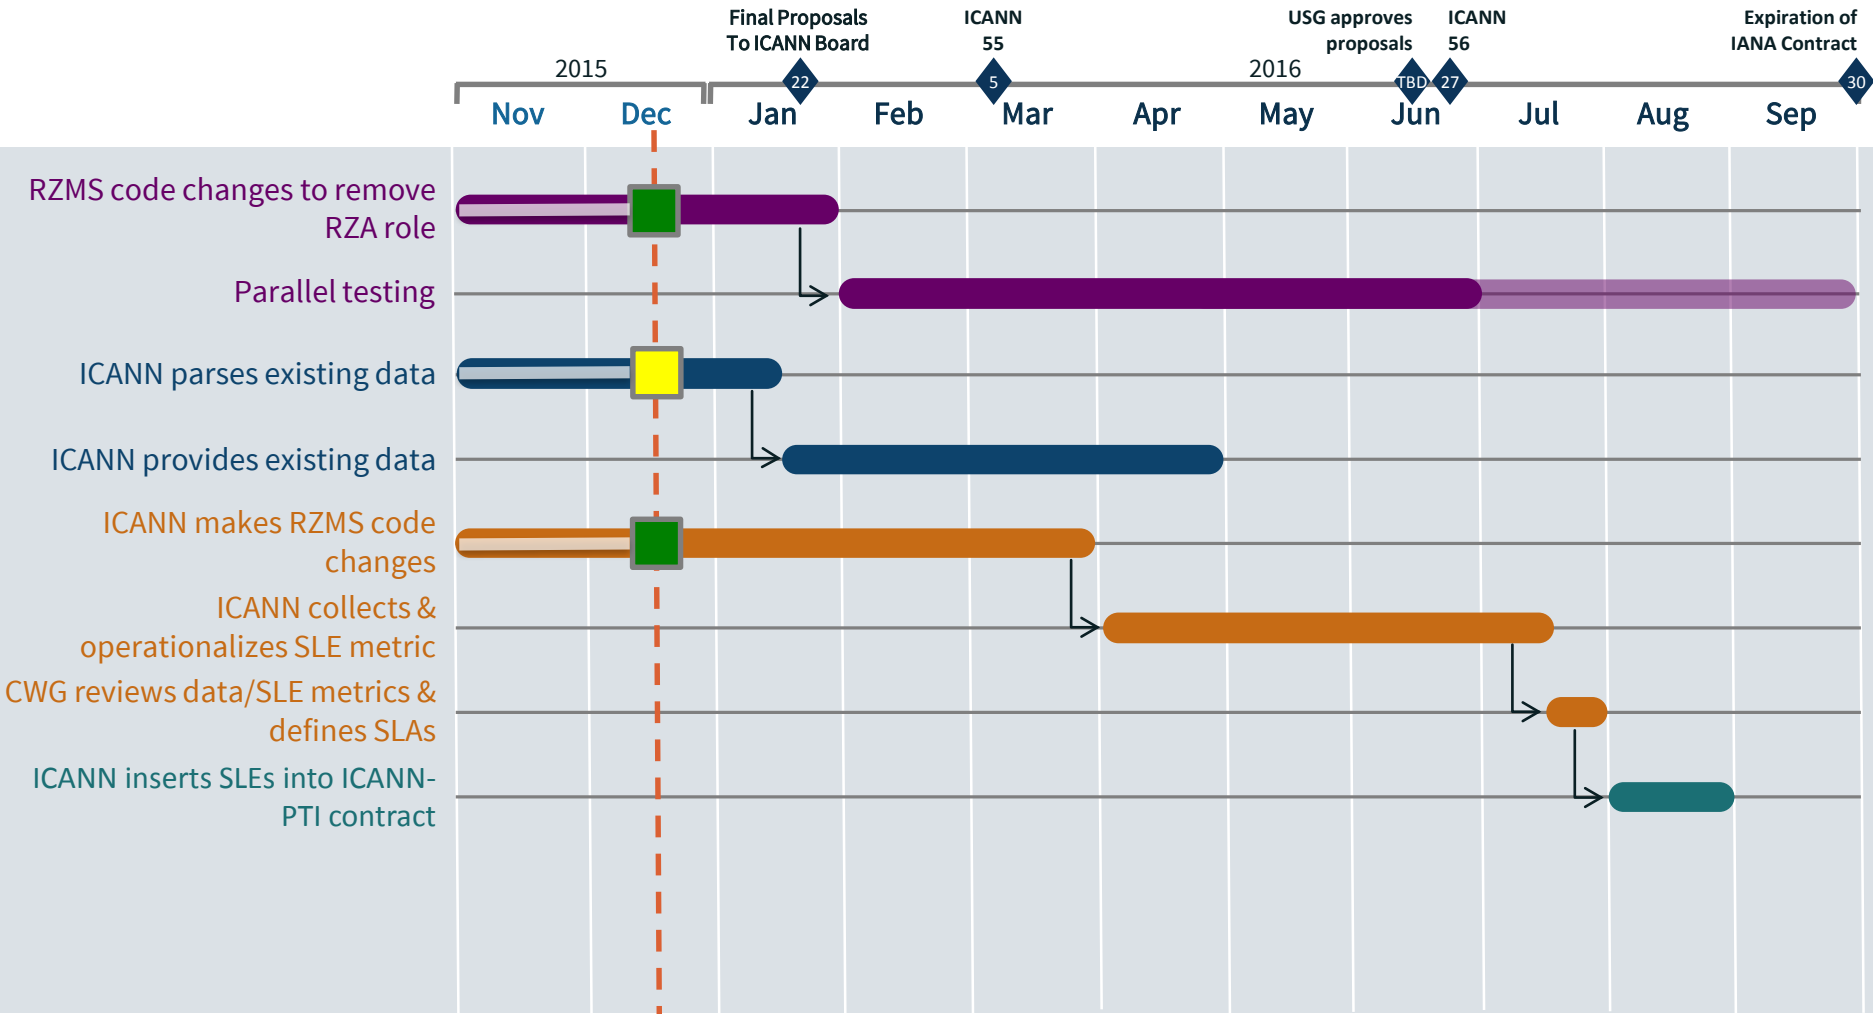 Final Proposals
To ICANN Board
ICANN
55
USG approves
proposals
ICANN
56
Expiration of
IANA Contract
2015
2016
22
5
TBD
27
30
Nov
Dec
Jan
Feb
Mar
Apr
May
Jun
Jul
Aug
Sep
RZMS code changes to remove
RZA role
Parallel testing
ICANN parses existing data
ICANN provides existing data
ICANN makes RZMS code
changes
ICANN collects &
operationalizes SLE metric
CWG reviews data/SLE metrics &
defines SLAs
ICANN inserts SLEs into ICANN-
PTI contract